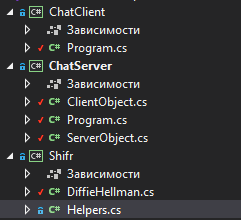 C# ChatClient
Зависимости
C# Program.cs
C# ChatServer
Зависимости
C# ClientObject.cs
C# Program.cs
C# ServerObject.cs
C# Shifr
Зависимости
C# DiffieHellman.cs
C# Helpers.cs